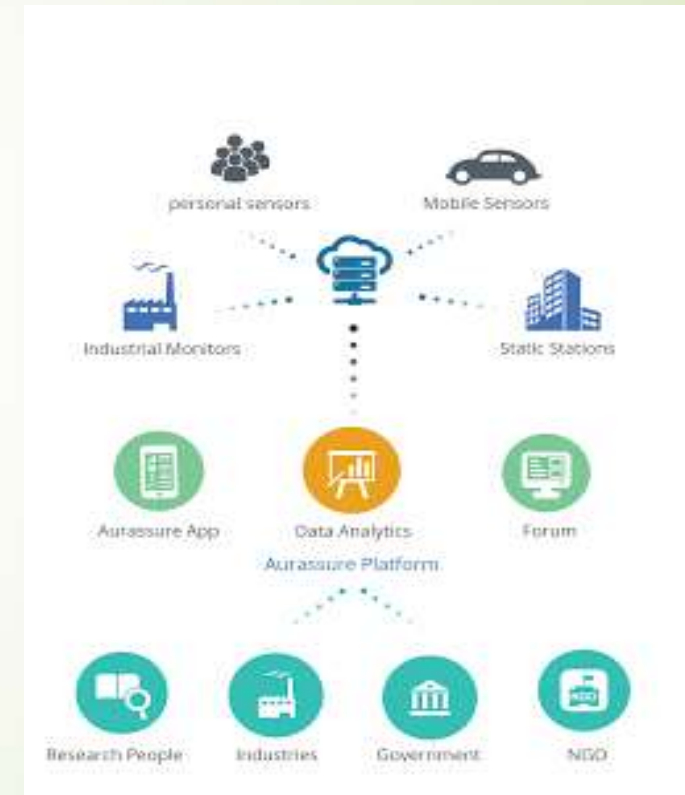 personal sensors
Mobile Sensors
Industrial Monitors
Static Stations
Aurassure App
Data Analytics
Forum
Aurassure Platform
Research People
Industries
Government
NGO
NGO